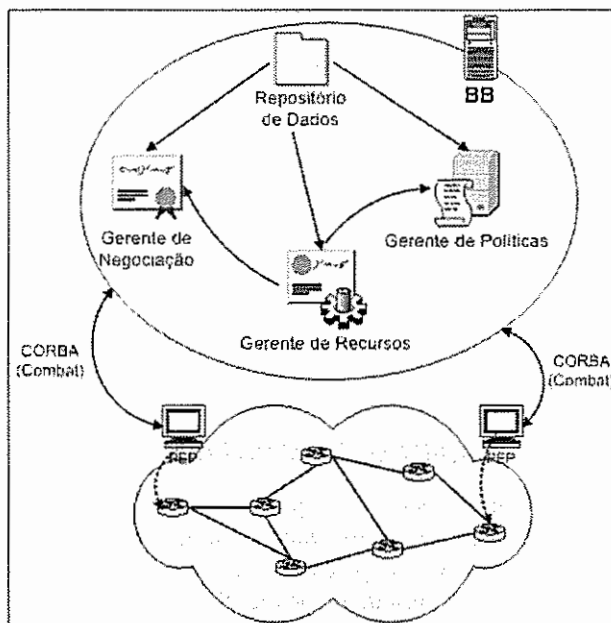 BB
Repositório
de Dados
Gerente de
Negociação
Gerente de Políticas
Gerente de Recursos
CORBA
(Combat)
CORBA
(Combat)
PEP
PEP